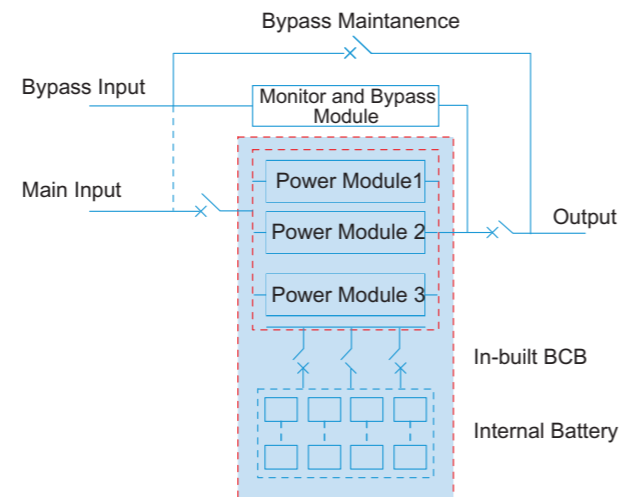 Bypass Maintanence
Bypass Input
Monitor and Bypass
Module
Main Input
Power Module1
Power Module 2
Output
Power Module 3
In-built BCB
Internal Battery